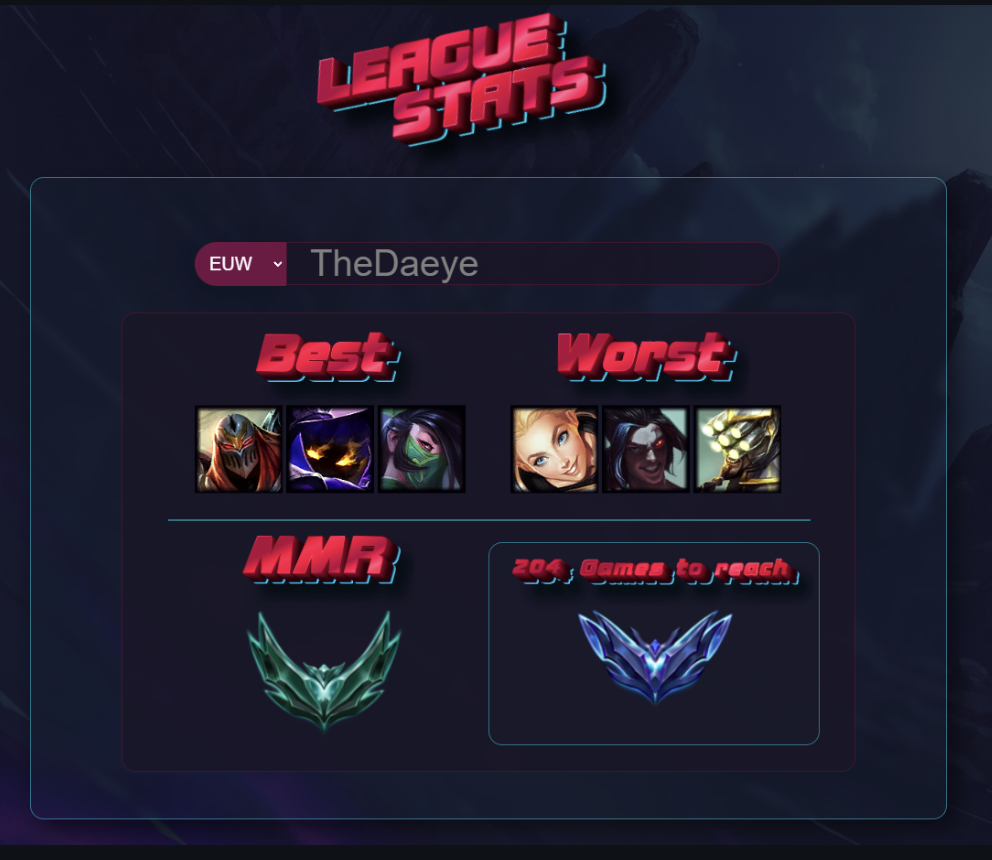 LEAGUE
STATS
EUW TheDaeye
Best Worst
MMR
204 Games to reach